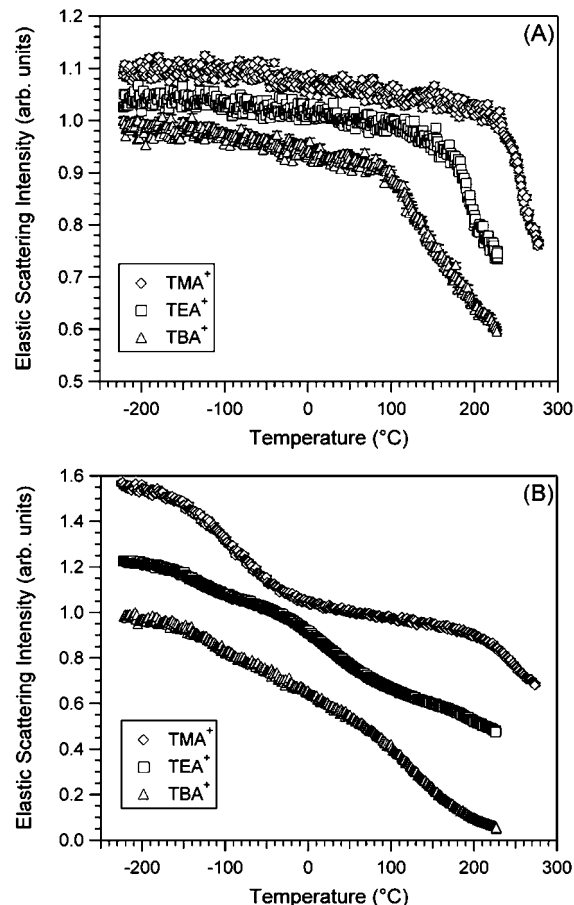 (A)
Elastic Scattering Intensity (arb. units)
1.2
1.1
1.0
0.9
0.8
0.7
0.6
0.5
TMA⁺
TEA⁺
TBA⁺
-200 -100 0 100 200 300
Temperature (°C)
(B)
Elastic Scattering Intensity (arb. units)
1.6
1.4
1.2
1.0
0.8
0.6
0.4
0.2
0.0
TMA⁺
TEA⁺
TBA⁺
-200 -100 0 100 200 300
Temperature (°C)